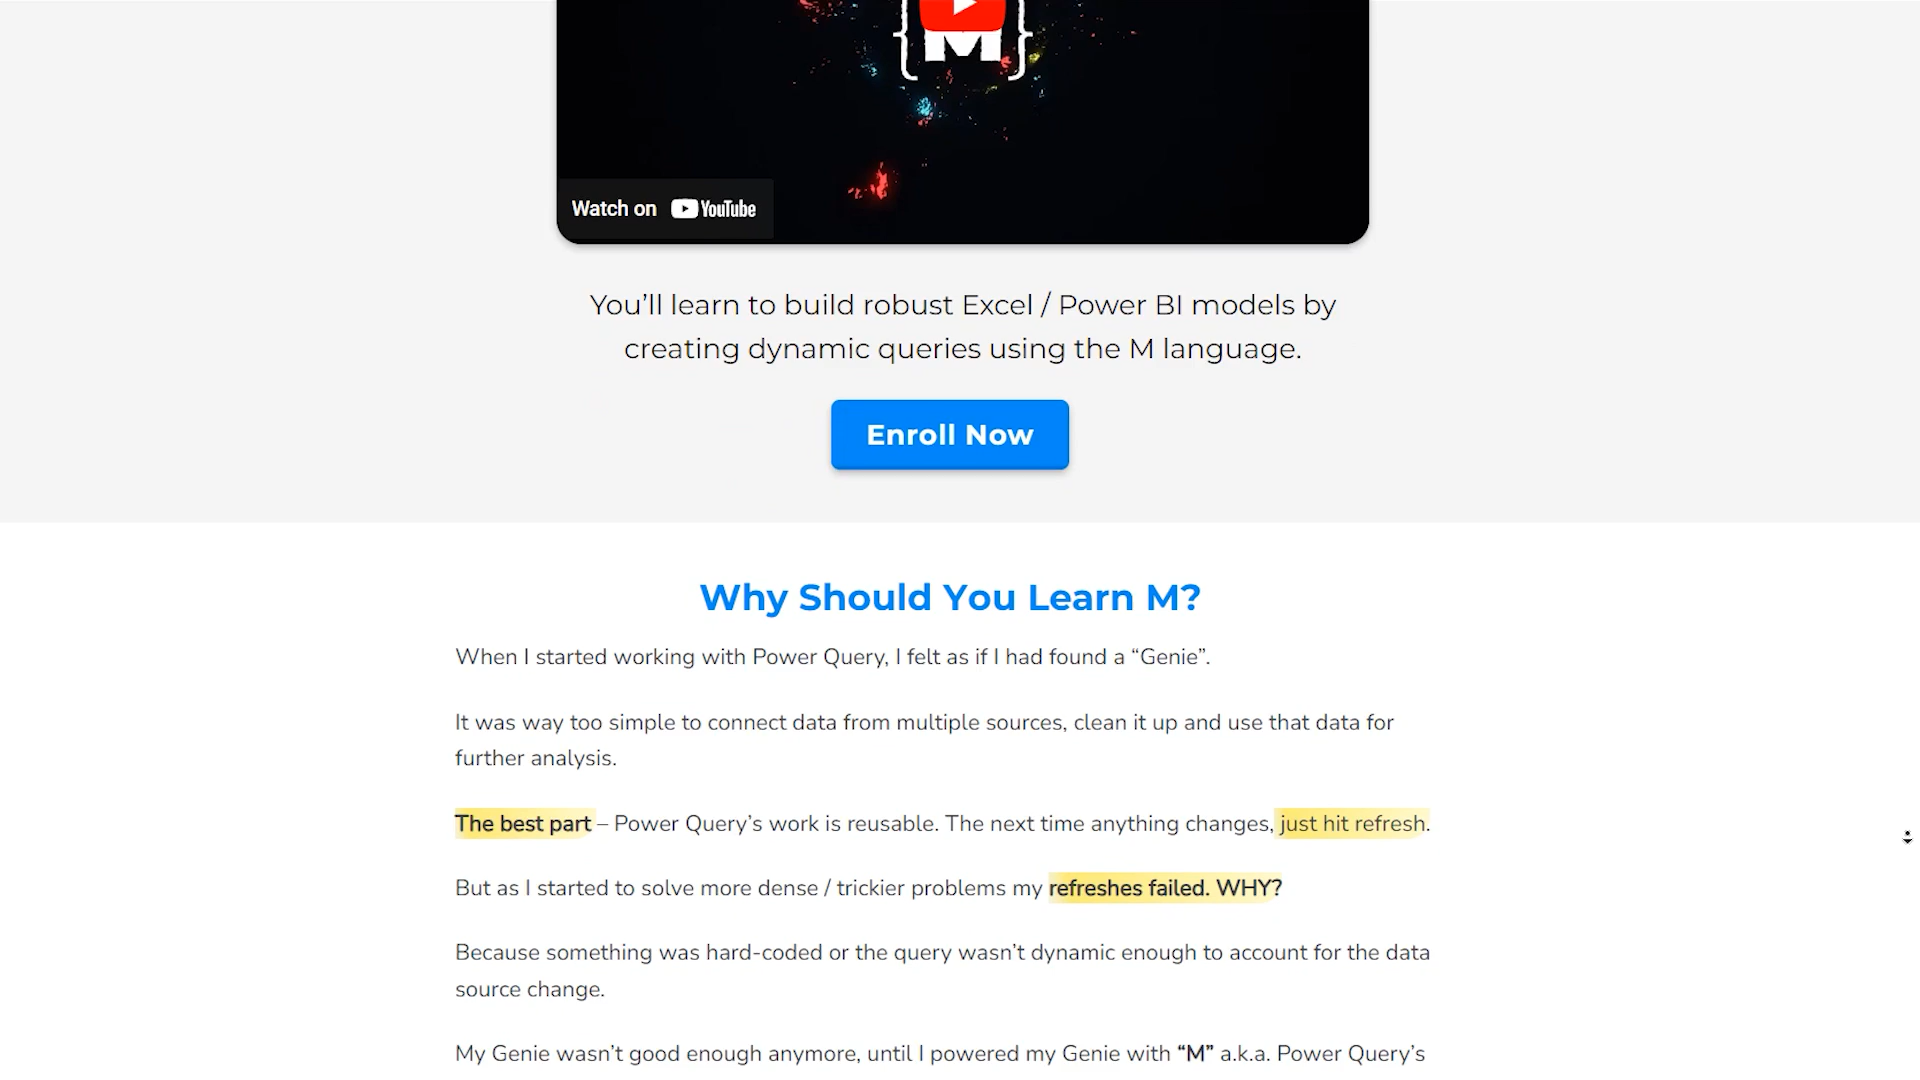 {M}
Watch on YouTube
You’ll learn to build robust Excel / Power BI models by
creating dynamic queries using the M language.
Enroll Now
Why Should You Learn M?
When I started working with Power Query, I felt as if I had found a “Genie”.
It was way too simple to connect data from multiple sources, clean it up and use that data for
further analysis.
The best part – Power Query’s work is reusable. The next time anything changes, just hit refresh.
But as I started to solve more dense / trickier problems my refreshes failed. WHY?
Because something was hard-coded or the query wasn’t dynamic enough to account for the data
source change.
My Genie wasn’t good enough anymore, until I powered my Genie with “M” a.k.a. Power Query’s